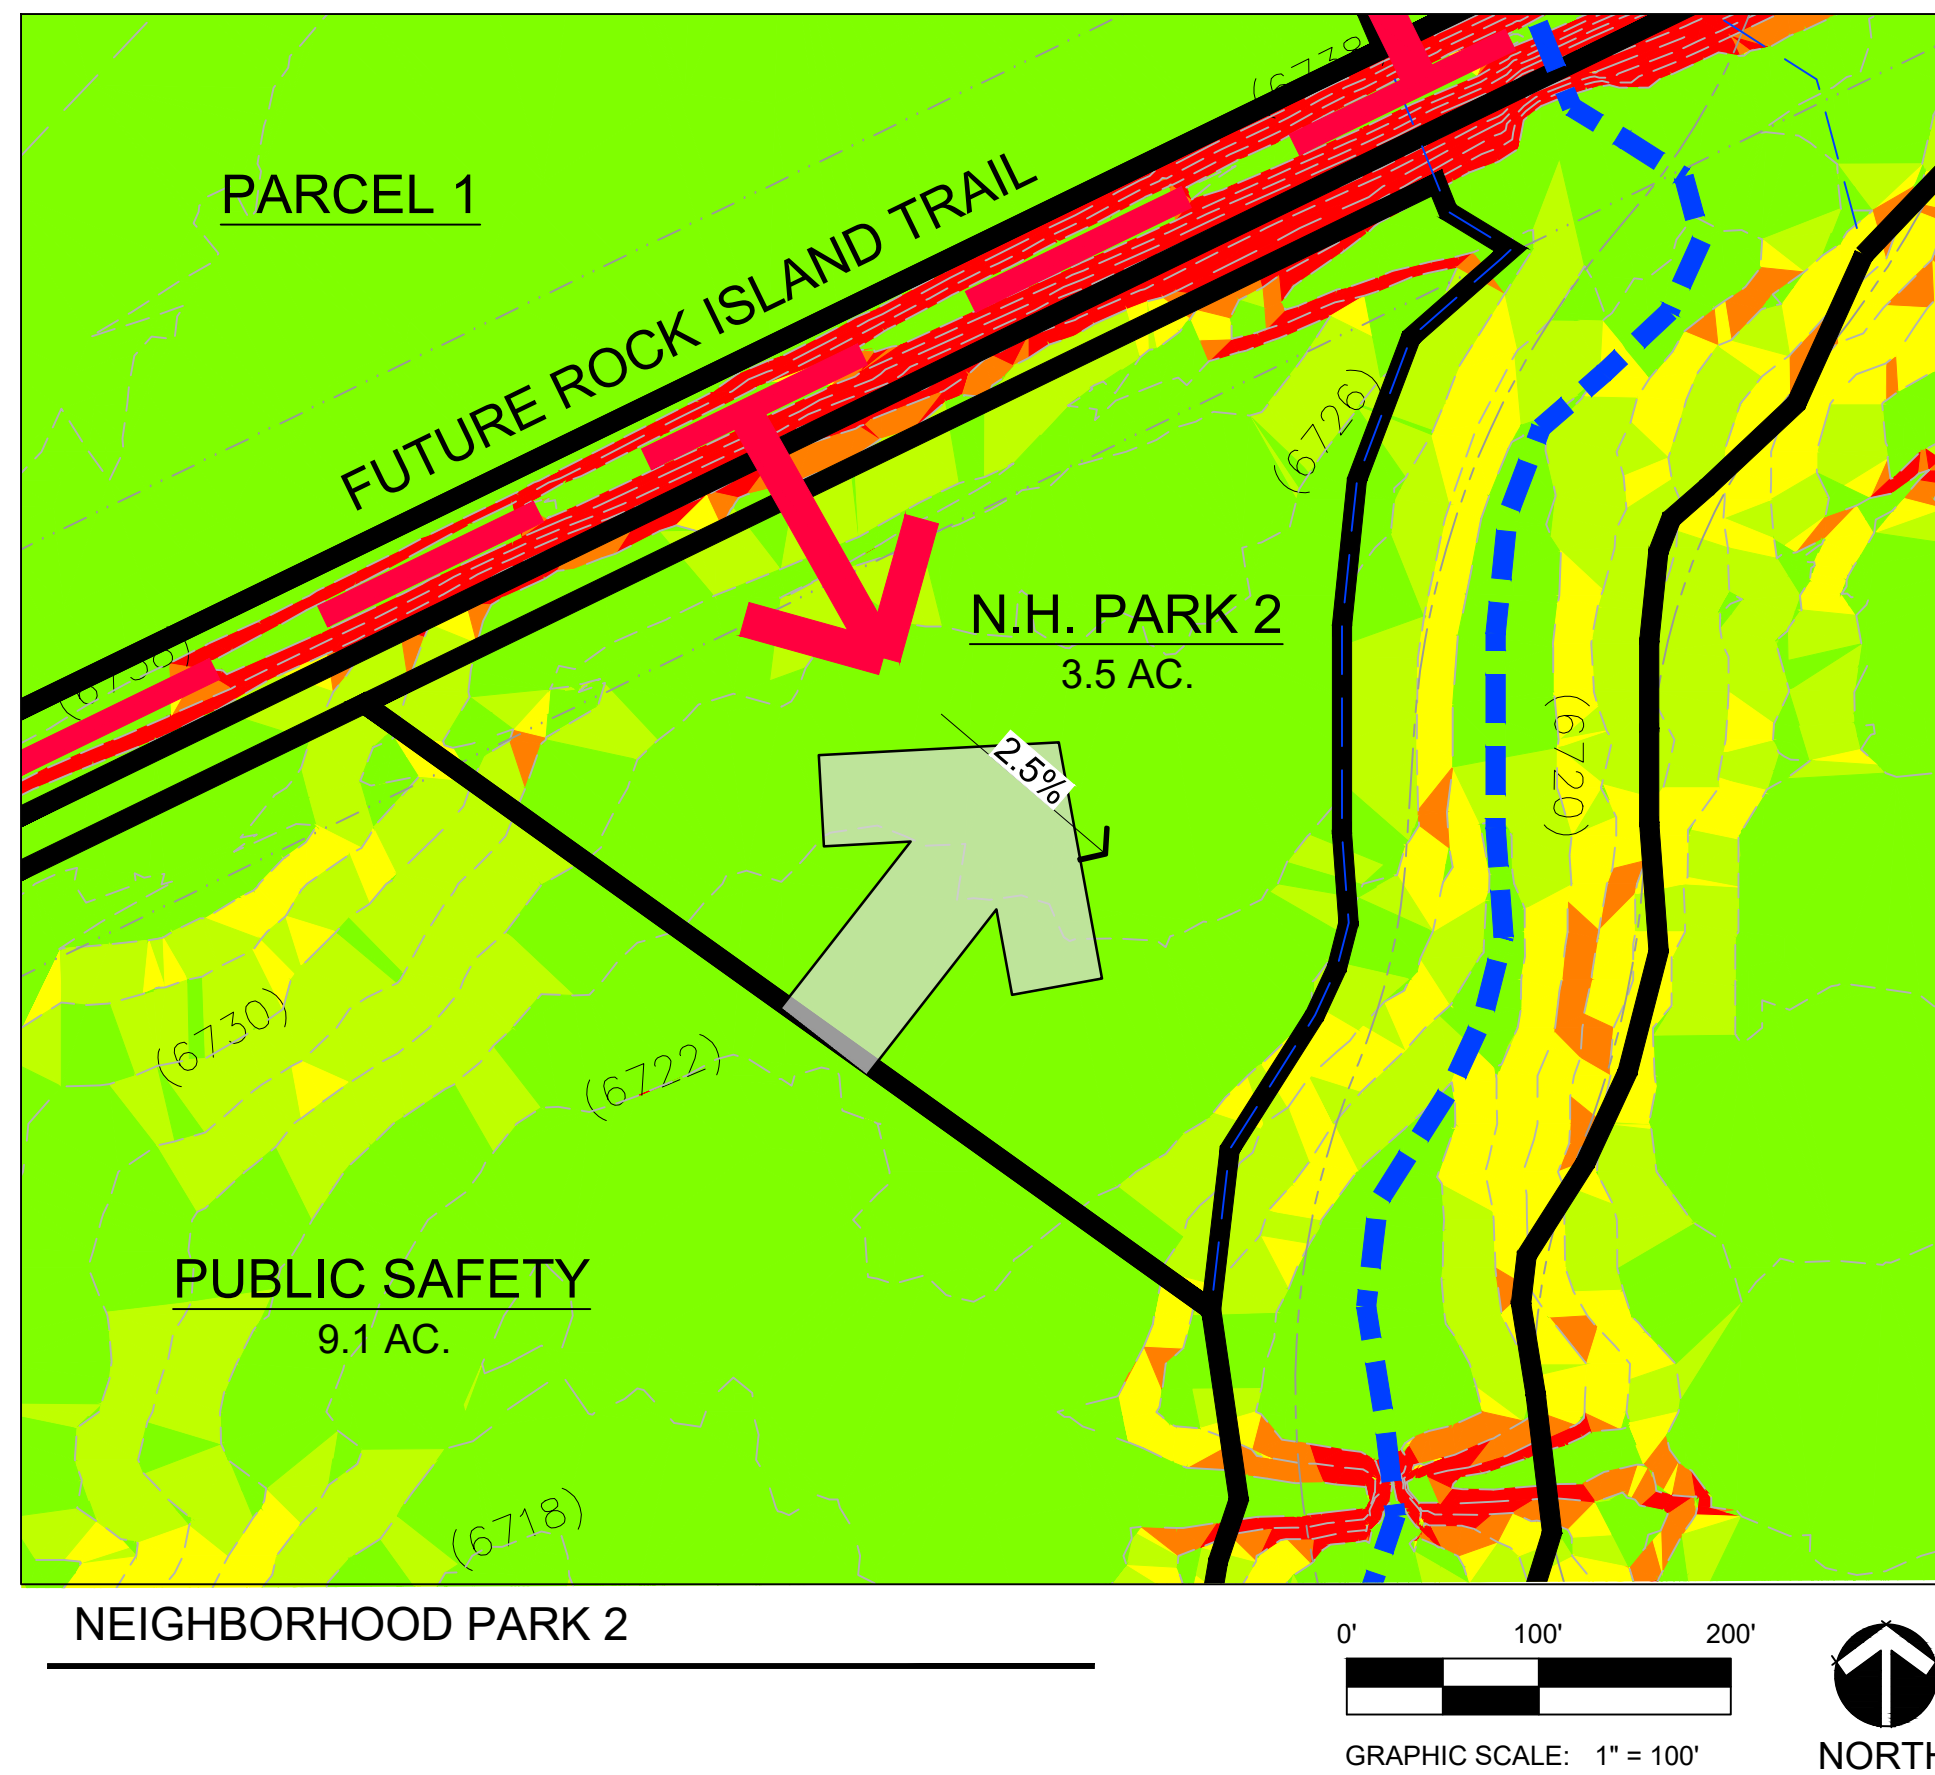 PARCEL 1
FUTURE ROCK ISLAND TRAIL
(6726)
N.H. PARK 2
3.5 AC.
2.5%
(6720)
(6730)
(6722)
PUBLIC SAFETY
9.1 AC.
(6718)
NEIGHBORHOOD PARK 2
0' 100' 200'
GRAPHIC SCALE: 1" = 100'
NORTH